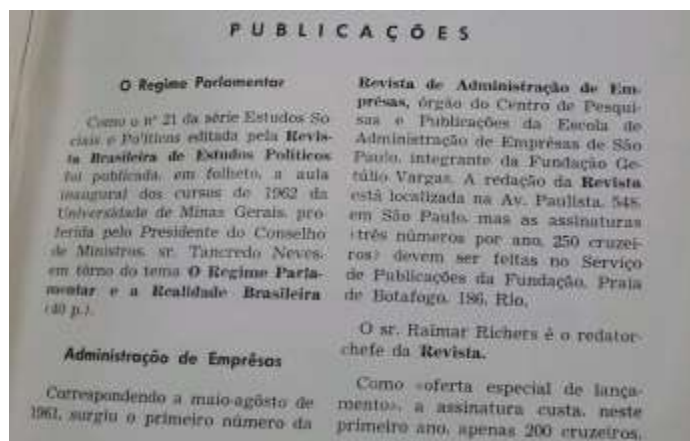 PUBLICAÇÕES
O Regime Parlamentar
Como o nº 21 da série Estudos So
ciais e Políticos editada pela Revis-
ta Brasileira de Estudos Políticos
foi publicada, em folheto, a aula
inaugural dos cursos de 1962 da
Universidade de Minas Gerais, pro
ferida pelo Presidente do Conselho
de Ministros, sr. Tancredo Neves,
em tôrno do tema O Regime Parla-
mentar e a Realidade Brasileira
(40 p.).
Administração de Emprêsas
Correspondendo a maio-agôsto de
1961, surgiu o primeiro número da
Revista de Administração de Em-
prêsas, órgão do Centro de Pesqui-
sas e Publicações da Escola de
Administração de Emprêsas de São
Paulo, integrante da Fundação Ge-
túlio Vargas. A redação da Revista
está localizada na Av. Paulista, 548,
em São Paulo, mas as assinaturas
(três números por ano, 250 cruzei-
ros) devem ser feitas no Serviço
de Publicações da Fundação, Praia
de Botafogo, 186, Rio.
O sr. Raimar Richers é o redator-
chefe da Revista.
Como «oferta especial de lança-
mento», a assinatura custa, neste
primeiro ano, apenas 200 cruzeiros.